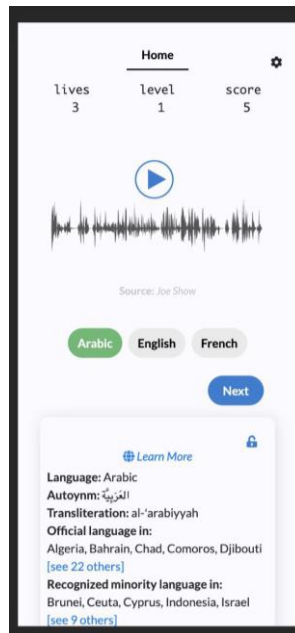 Home
lives level score
3 1 5
Source: Joe Show
Arabic English French
Next
Learn More
Language: Arabic
Autoynm: العَرَبِيَّة
Transliteration: al-ʻarabiyyah
Official language in:
Algeria, Bahrain, Chad, Comoros, Djibouti
[see 22 others]
Recognized minority language in:
Brunei, Ceuta, Cyprus, Indonesia, Israel
[see 9 others]